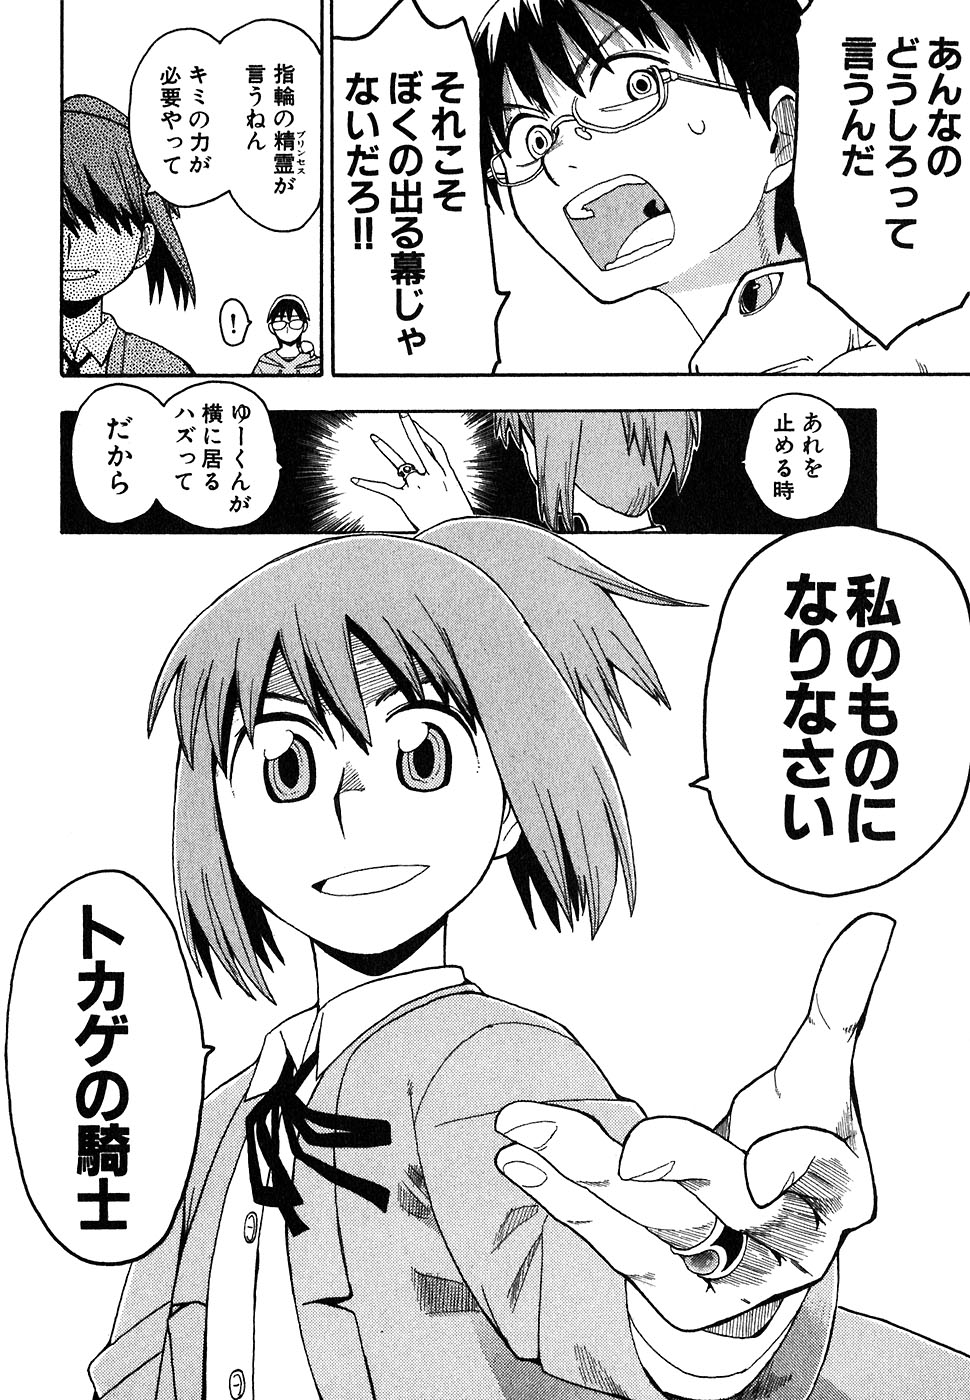 あんなの
どうしろって
言うんだ
それこそ
ぼくの出る幕じゃ
ないだろ!!
指輪の精霊が
プリンセス
言うねん
キミの力が
必要やって
!
あれを
止める時
ゆーくんが
横に居る
ハズって
だから
私のものに
なりなさい
トカゲの騎士